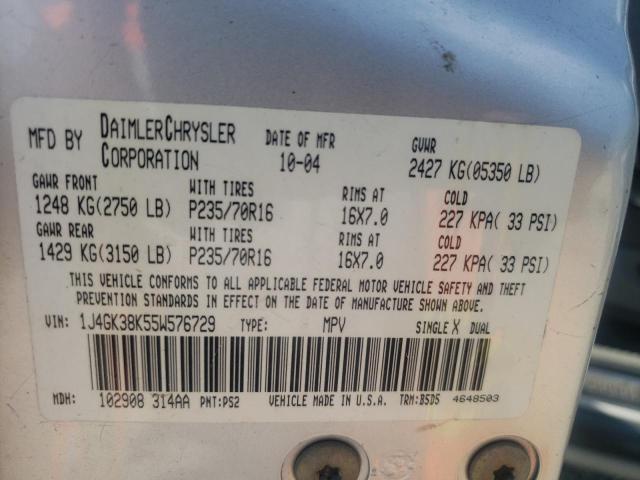 MFD BY DAIMLERCHRYSLER CORPORATION DATE OF MFR 10-04 GVWR 2427 KG(05350 LB)
GAWR FRONT WITH TIRES RIMS AT COLD
1248 KG(2750 LB) P235/70R16 16X7.0 227 KPA( 33 PSI)
GAWR REAR WITH TIRES RIMS AT COLD
1429 KG(3150 LB) P235/70R16 16X7.0 227 KPA( 33 PSI)
THIS VEHICLE CONFORMS TO ALL APPLICABLE FEDERAL MOTOR VEHICLE SAFETY AND THEFT
PREVENTION STANDARDS IN EFFECT ON THE DATE OF MANUFACTURE SHOWN ABOVE.
VIN: 1J4GK38K55W576729 TYPE: MPV SINGLE X DUAL
MDH: 102908 314AA PNT:PS2 VEHICLE MADE IN U.S.A. TRM:B5D5 4648503